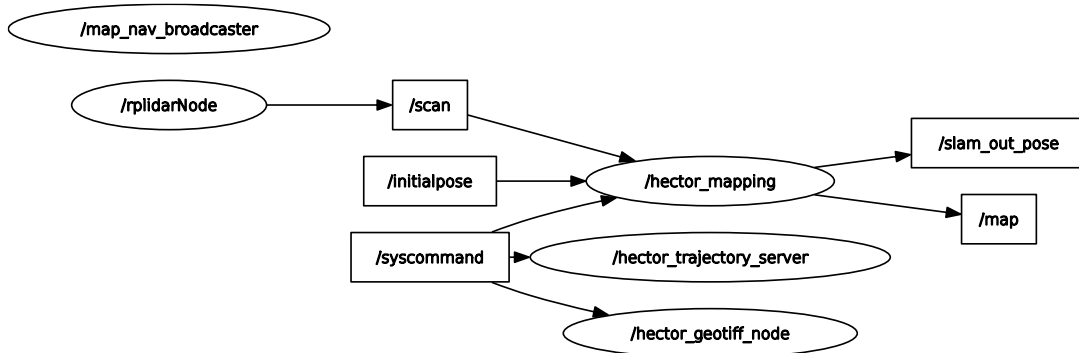 /map_nav_broadcaster
/rplidarNode
/scan
/slam_out_pose
/initialpose
/hector_mapping
/map
/syscommand
/hector_trajectory_server
/hector_geotiff_node